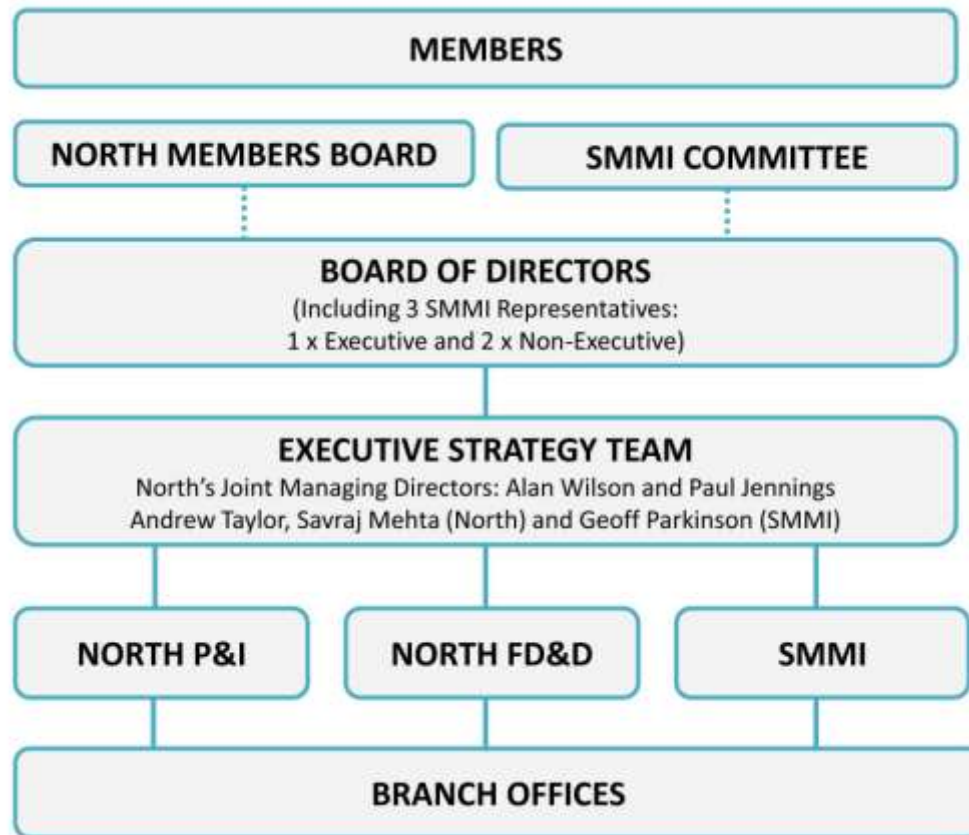 MEMBERS
NORTH MEMBERS BOARD
SMMI COMMITTEE
BOARD OF DIRECTORS
(Including 3 SMMI Representatives:
1 x Executive and 2 x Non-Executive)
EXECUTIVE STRATEGY TEAM
North's Joint Managing Directors: Alan Wilson and Paul Jennings
Andrew Taylor, Savraj Mehta (North) and Geoff Parkinson (SMMI)
NORTH P&I
NORTH FD&D
SMMI
BRANCH OFFICES